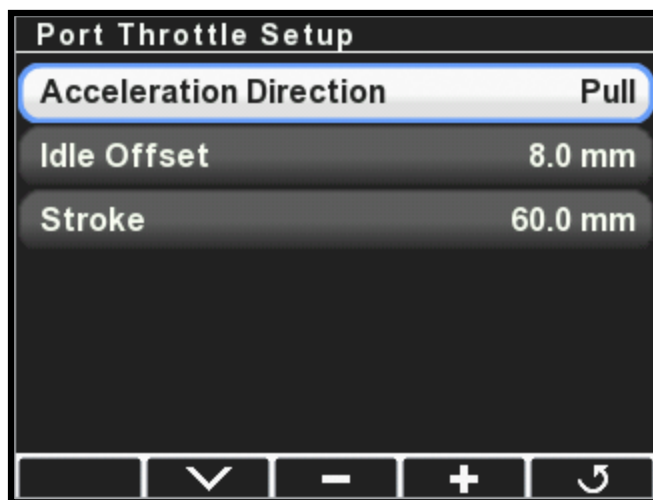 Port Throttle Setup
Acceleration Direction Pull
Idle Offset 8.0 mm
Stroke 60.0 mm